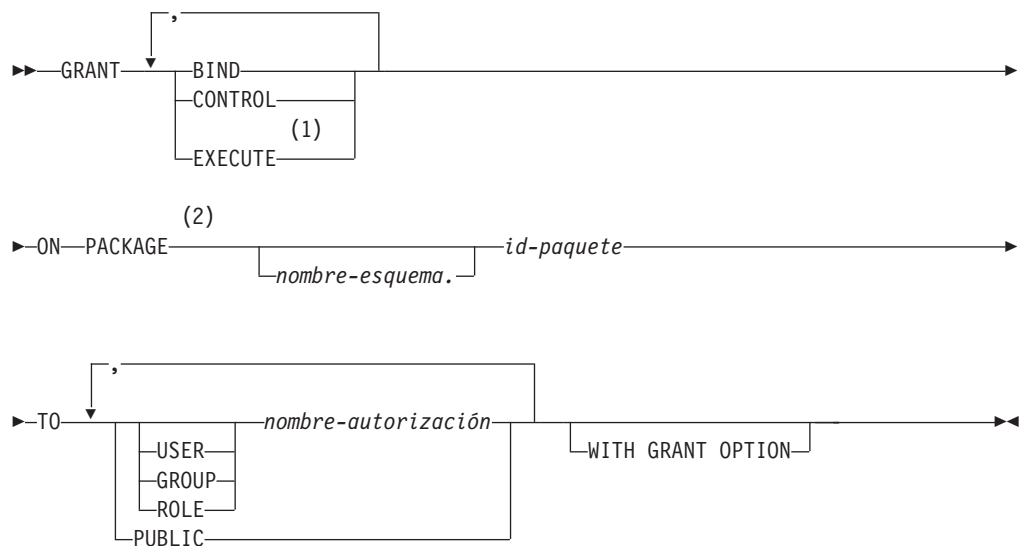 ,
GRANT BIND
CONTROL
(1)
EXECUTE
(2)
ON PACKAGE id-paquete
nombre-esquema.
,
TO nombre-autorización
USER WITH GRANT OPTION
GROUP
ROLE
PUBLIC